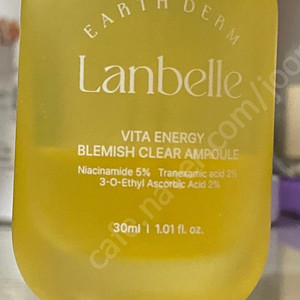 EARTH DERM
Lanbelle
VITA ENERGY
BLEMISH CLEAR AMPOULE
Niacinamide 5% Tranexamic acid 2%
3-O-Ethyl Ascorbic Acid 2%
30ml | 1.01 fl. oz.